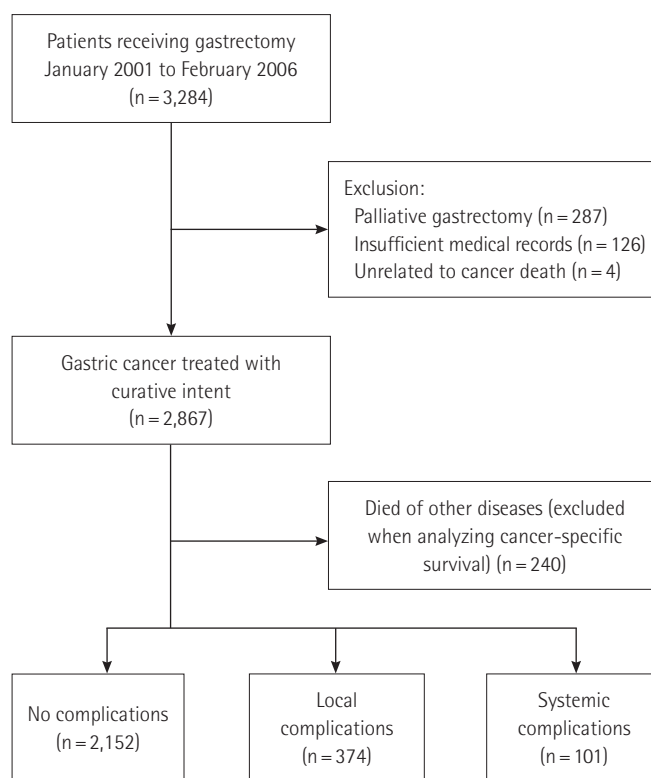 Patients receiving gastrectomy
January 2001 to February 2006
(n=3,284)
Exclusion:
Palliative gastrectomy (n=287)
Insufficient medical records (n=126)
Unrelated to cancer death (n=4)
Gastric cancer treated with
curative intent
(n=2,867)
Died of other diseases (excluded
when analyzing cancer-specific
survival) (n=240)
No complications
(n=2,152)
Local
complications
(n=374)
Systemic
complications
(n=101)